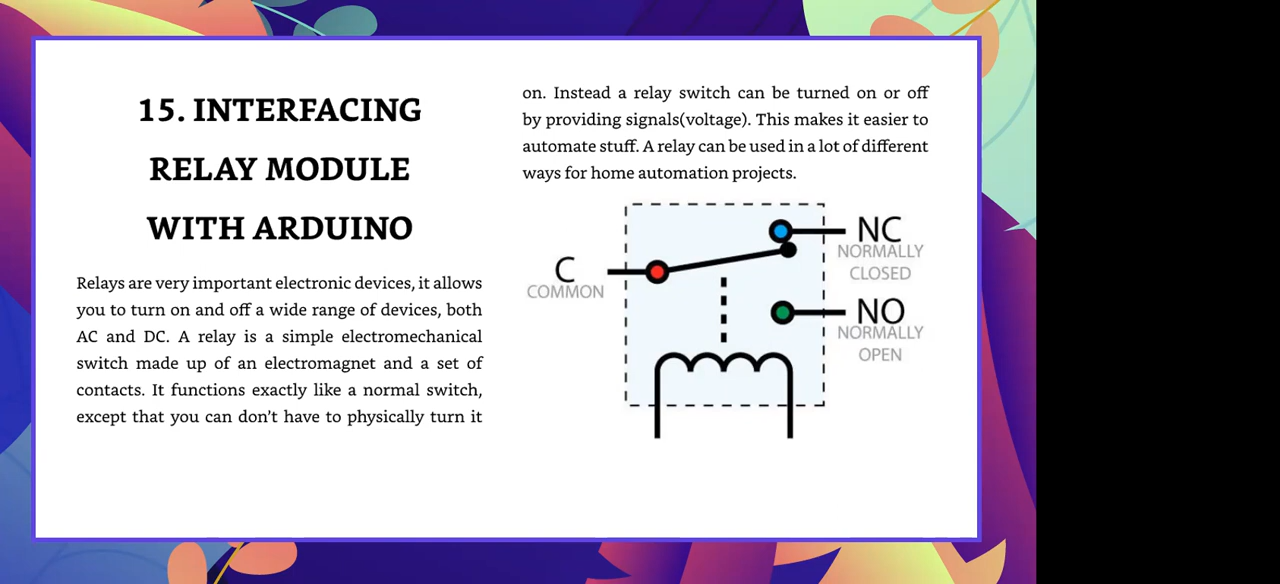 15. INTERFACING
RELAY MODULE
WITH ARDUINO
Relays are very important electronic devices, it allows
you to turn on and off a wide range of devices, both
AC and DC. A relay is a simple electromechanical
switch made up of an electromagnet and a set of
contacts. It functions exactly like a normal switch,
except that you can don't have to physically turn it
on. Instead a relay switch can be turned on or off
by providing signals(voltage). This makes it easier to
automate stuff. A relay can be used in a lot of different
ways for home automation projects.
C
COMMON
NC
NORMALLY
CLOSED
NO
NORMALLY
OPEN